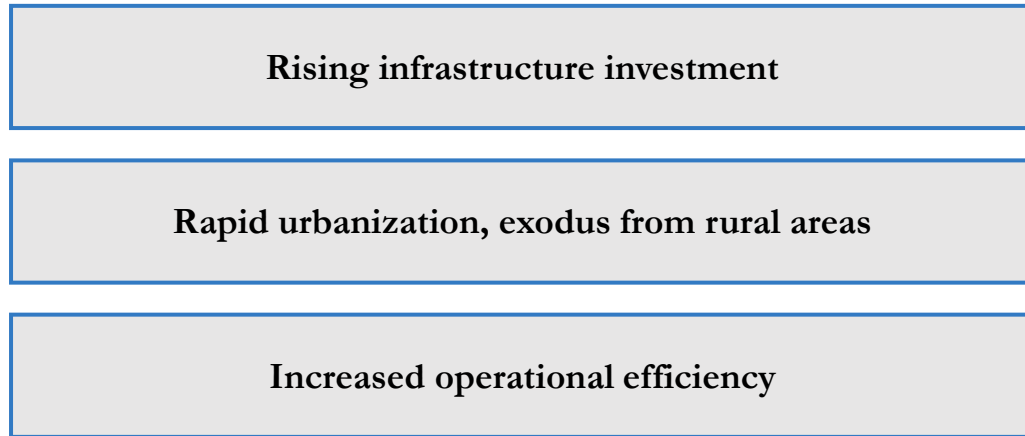 Rising infrastructure investment
Rapid urbanization, exodus from rural areas
Increased operational efficiency